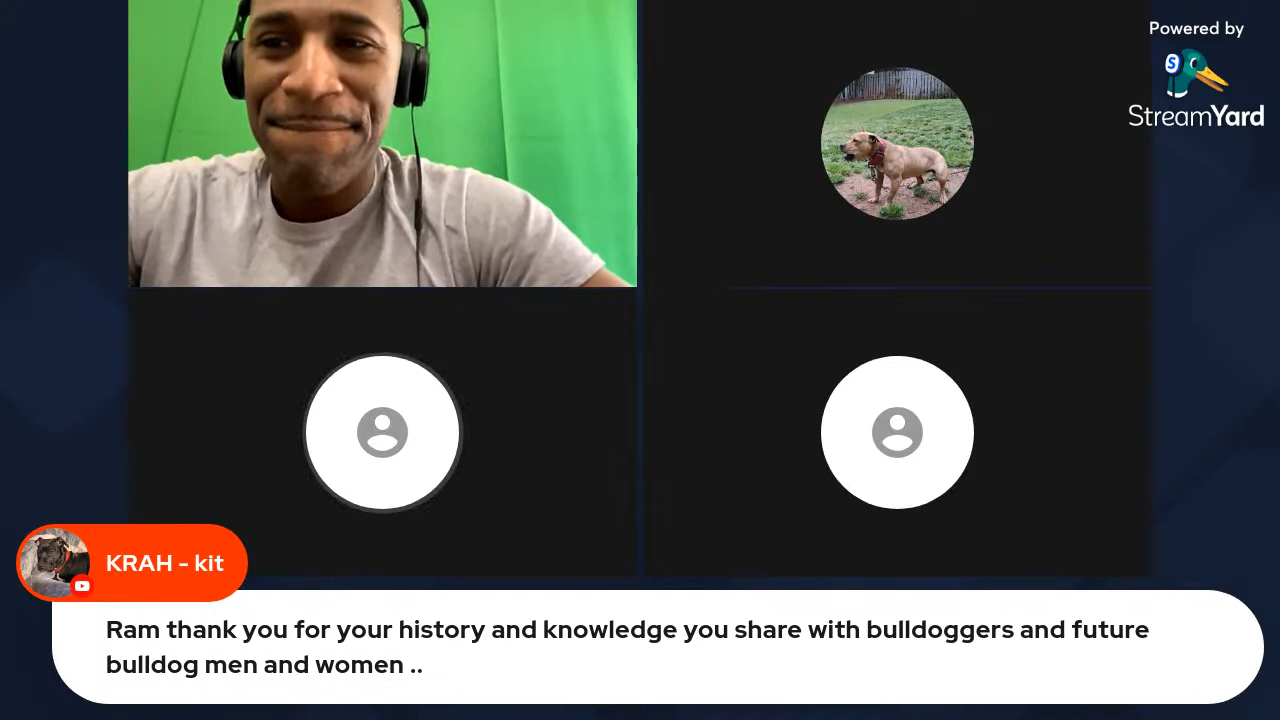 Powered by
S
StreamYard
KRAH - kit
Ram thank you for your history and knowledge you share with bulldoggers and future
bulldog men and women ..